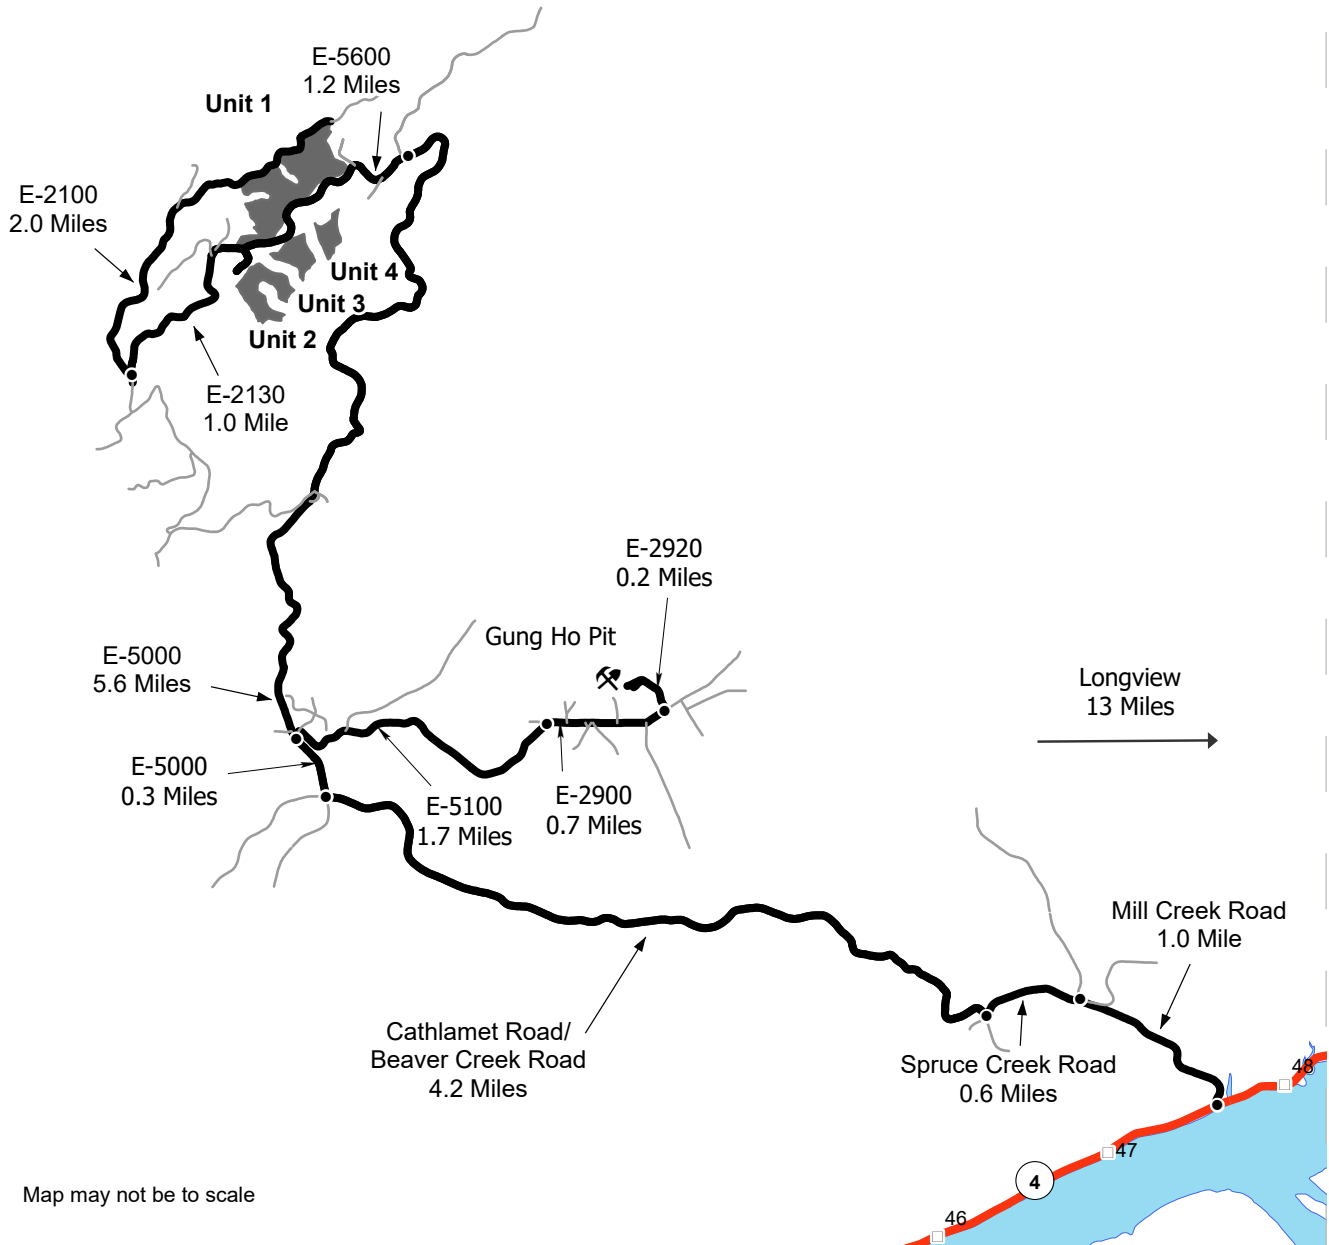 E-5600
1.2 Miles
Unit 1
E-2100
2.0 Miles
Unit 4
Unit 3
Unit 2
E-2130
1.0 Mile
E-2920
0.2 Miles
Gung Ho Pit
E-5000
5.6 Miles
Longview
13 Miles
E-5000
0.3 Miles
E-5100
1.7 Miles
E-2900
0.7 Miles
Mill Creek Road
1.0 Mile
Cathlamet Road/
Beaver Creek Road
4.2 Miles
Spruce Creek Road
0.6 Miles
48
47
4
46
Map may not be to scale